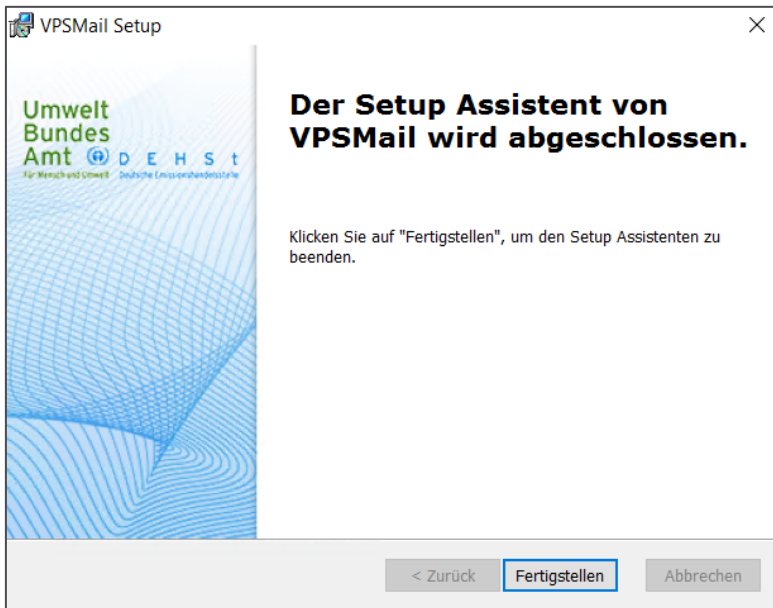 VPSMail Setup
Umwelt
Bundes
Amt DEHSt
Für Mensch und Umwelt Deutsche Emissionshandelsstelle
Der Setup Assistent von
VPSMail wird abgeschlossen.
Klicken Sie auf "Fertigstellen", um den Setup Assistenten zu
beenden.
< Zurück Fertigstellen Abbrechen